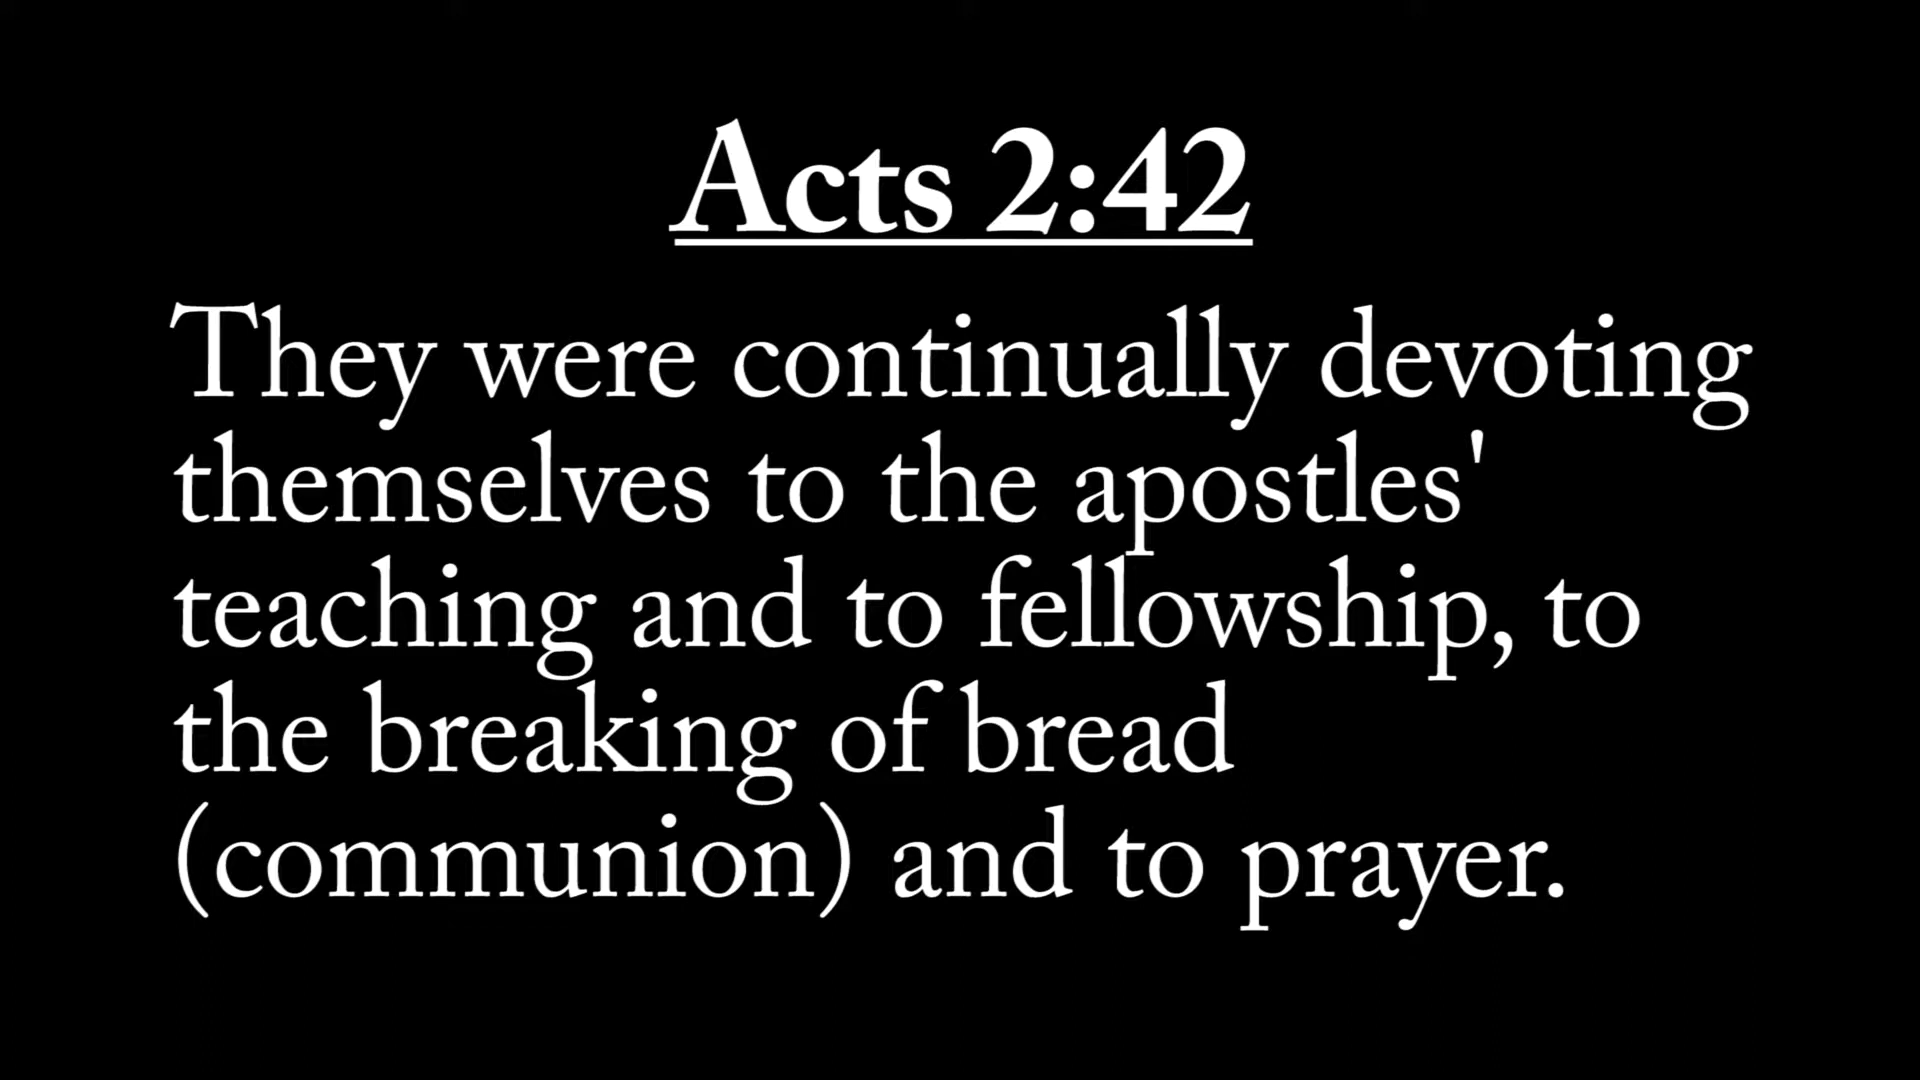 Acts 2:42
They were continually devoting
themselves to the apostles'
teaching and to fellowship, to
the breaking of bread
(communion) and to prayer.